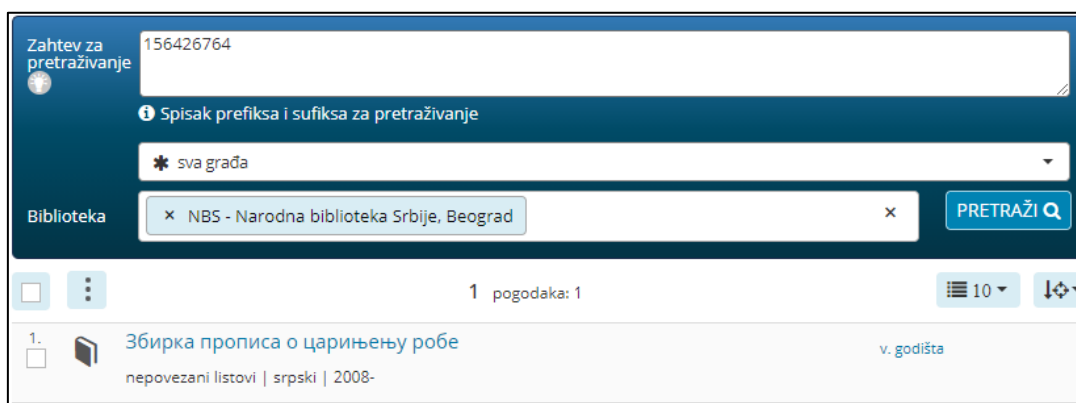 Zahtev za pretraživanje
156426764
Spisak prefiksa i sufiksa za pretraživanje
sva građa
Biblioteka
× NBS - Narodna biblioteka Srbije, Beograd
×
PRETRAŽI
1 pogodaka: 1
10
1.
Збирка прописа о царињењу робе
v. godišta
nepovezani listovi | srpski | 2008-